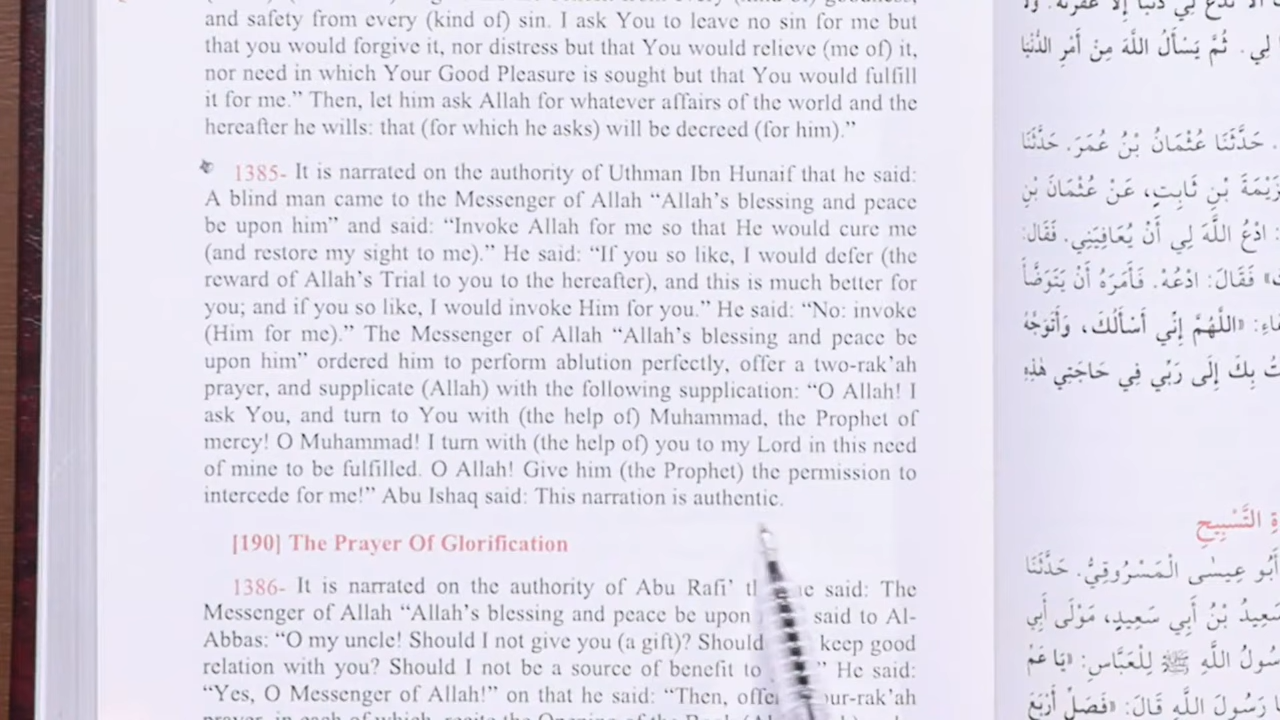 and safety from every (kind of) sin. I ask You to leave no sin for me but
that you would forgive it, nor distress but that You would relieve (me of) it,
nor need in which Your Good Pleasure is sought but that You would fulfill
it for me.” Then, let him ask Allah for whatever affairs of the world and the
hereafter he wills: that (for which he asks) will be decreed (for him).”
1385- It is narrated on the authority of Uthman Ibn Hunaif that he said:
A blind man came to the Messenger of Allah “Allah’s blessing and peace
be upon him” and said: “Invoke Allah for me so that He would cure me
(and restore my sight to me).” He said: “If you so like, I would defer (the
reward of Allah’s Trial to you to the hereafter), and this is much better for
you; and if you so like, I would invoke Him for you.” He said: “No: invoke
(Him for me).” The Messenger of Allah “Allah’s blessing and peace be
upon him” ordered him to perform ablution perfectly, offer a two-rak’ah
prayer, and supplicate (Allah) with the following supplication: “O Allah! I
ask You, and turn to You with (the help of) Muhammad, the Prophet of
mercy! O Muhammad! I turn with (the help of) you to my Lord in this need
of mine to be fulfilled. O Allah! Give him (the Prophet) the permission to
intercede for me!” Abu Ishaq said: This narration is authentic.
[190] The Prayer Of Glorification
1386- It is narrated on the authority of Abu Rafi’ said: The
Messenger of Allah “Allah’s blessing and peace be upon said to Al-
Abbas: “O my uncle! Should I not give you (a gift)? Should keep good
relation with you? Should I not be a source of benefit to ” He said:
“Yes, O Messenger of Allah!” on that he said: “Then,
لِي. ثُمَّ يَسْأَلُ اللَّهَ مِنْ أَمْرِ الدُّنْيَا
حَدَّثَنَا عُثْمَانُ بْنُ عُمَرَ. حَدَّثَنَا
بْنِ ثَابِتٍ، عَنْ عُثْمَانَ بْنِ
ادْعُ اللَّهَ لِي أَنْ يُعَافِيَنِي. فَقَالَ:
فَقَالَ: ادْعُهْ. فَأَمَرَهُ أَنْ يَتَوَضَّأَ
«اللَّهُمَّ إِنِّي أَسْأَلُكَ، وَأَتَوَجَّهُ
بِكَ إِلَى رَبِّي فِي حَاجَتِي هٰذِهِ
التَّسْبِيحِ
أَبُو عِيسٰى الْمَسْرُوقِيُّ. حَدَّثَنَا
بْنُ أَبِي سَعِيدٍ، مَوْلَى أَبِي
اللَّهِ ﷺ لِلْعَبَّاسِ: «يَا عَمِّ
رَسُولَ اللَّهِ قَالَ: «فَصَلِّ أَرْبَعَ